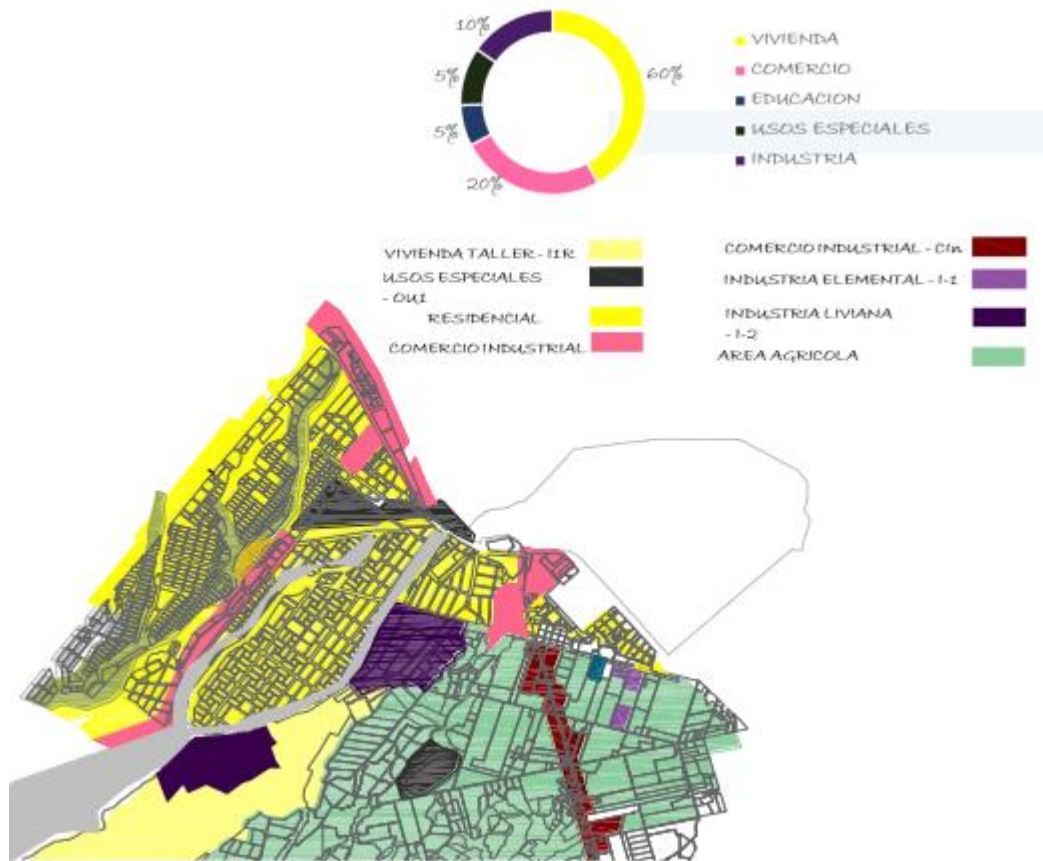 10%
5%
5%
20%
60%
VIVIENDA
COMERCIO
EDUCACION
USOS ESPECIALES
INDUSTRIA
VIVIENDA TALLER - I1R
USOS ESPECIALES
- OU1
RESIDENCIAL
COMERCIO INDUSTRIAL
COMERCIO INDUSTRIAL - CIn
INDUSTRIA ELEMENTAL - I-1
INDUSTRIA LIVIANA
- I-2
AREA AGRICOLA